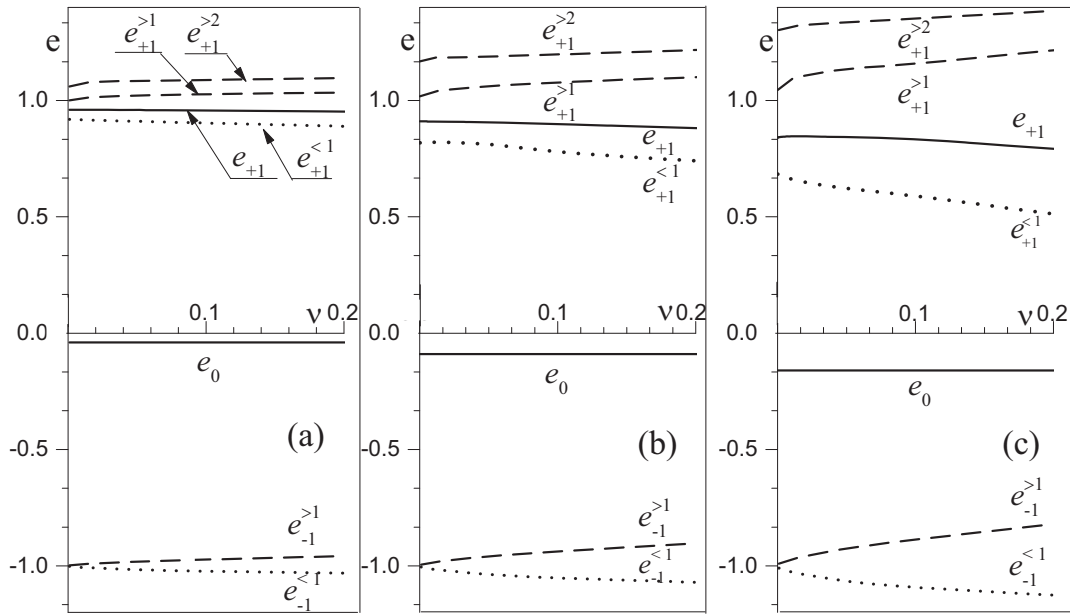 e
e₊₁^>1 e₊₁^>2
1.0
e₊₁ e₊₁^<1
0.5
0.1 ν 0.2
0.0
e₀
-0.5
(a)
e₋₁^>1
-1.0
e₋₁^<1
e
e₊₁^>2
1.0
e₊₁^>1
e₊₁
e₊₁^<1
0.5
0.1 ν 0.2
0.0
e₀
-0.5
(b)
e₋₁^>1
-1.0
e₋₁^<1
e
e₊₁^>2
1.0
e₊₁^>1
e₊₁
0.5
e₊₁^<1
0.1 ν 0.2
0.0
e₀
-0.5
(c)
e₋₁^>1
-1.0
e₋₁^<1